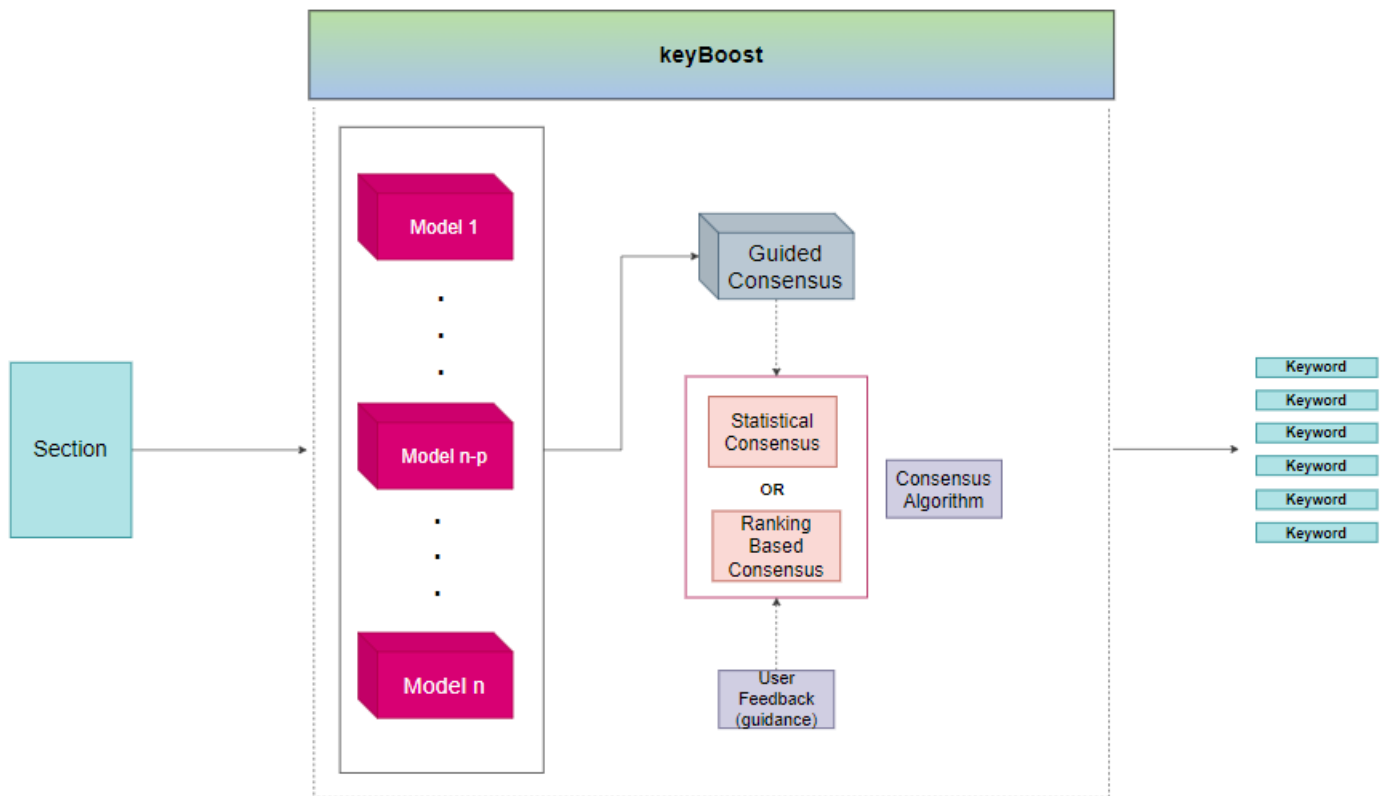 keyBoost
Section
Model 1
.
.
.
Model n-p
.
.
.
Model n
Guided
Consensus
Statistical
Consensus
OR
Ranking
Based
Consensus
Consensus
Algorithm
User
Feedback
(guidance)
Keyword
Keyword
Keyword
Keyword
Keyword
Keyword